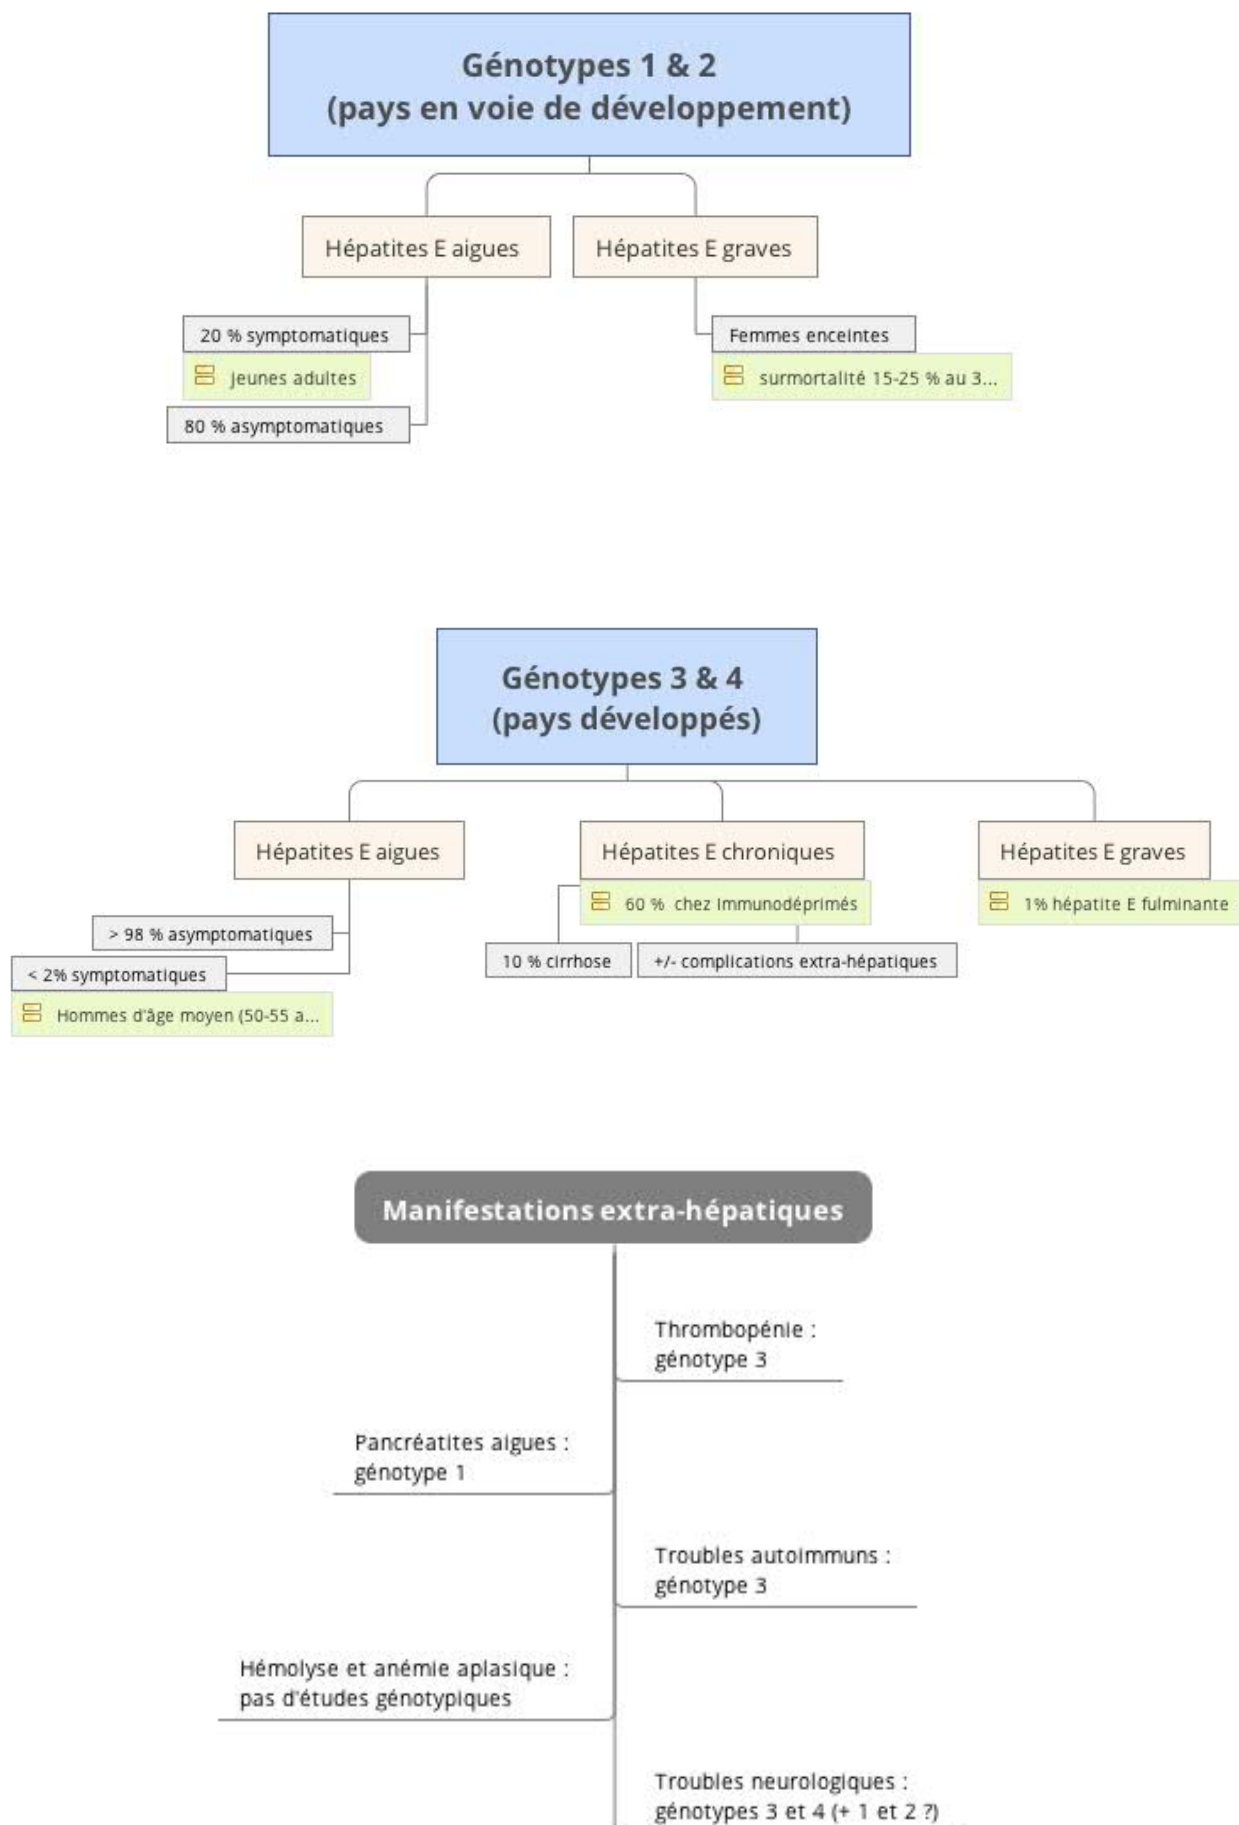 Génotypes 1 & 2
(pays en voie de développement)
Hépatites E aigues
Hépatites E graves
20 % symptomatiques
Femmes enceintes
jeunes adultes
surmortalité 15-25 % au 3...
80 % asymptomatiques
Génotypes 3 & 4
(pays développés)
Hépatites E aigues
Hépatites E chroniques
Hépatites E graves
60 % chez immunodéprimés
1% hépatite E fulminante
> 98 % asymptomatiques
10 % cirrhose
+/- complications extra-hépatiques
< 2% symptomatiques
Hommes d'âge moyen (50-55 a...
Manifestations extra-hépatiques
Thrombopénie :
génotype 3
Pancréatites aigues :
génotype 1
Troubles autoimmuns :
génotype 3
Hémolyse et anémie aplasique :
pas d'études génotypiques
Troubles neurologiques :
génotypes 3 et 4 (+ 1 et 2 ?)